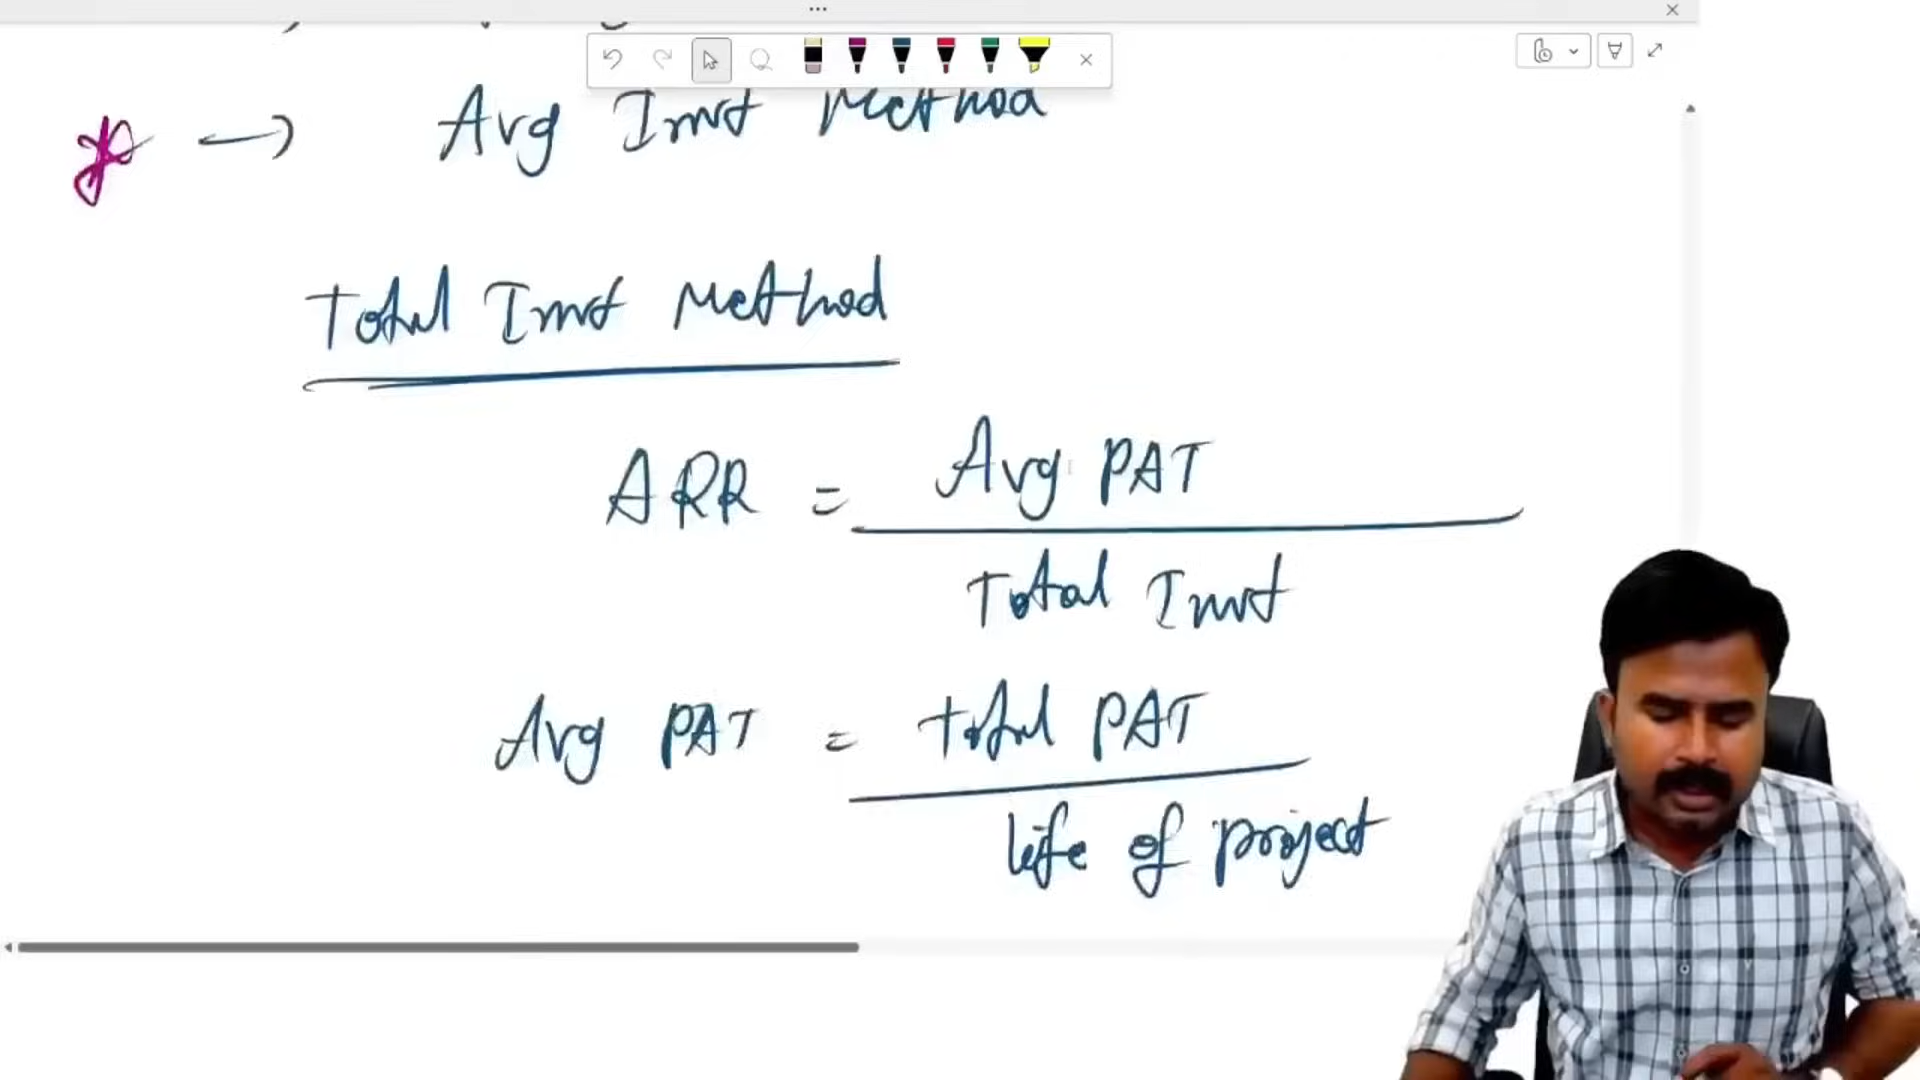 → Avg Invt Method
Total Invt Method
ARR = Avg PAT
Total Invt
Avg PAT = Total PAT
life of project